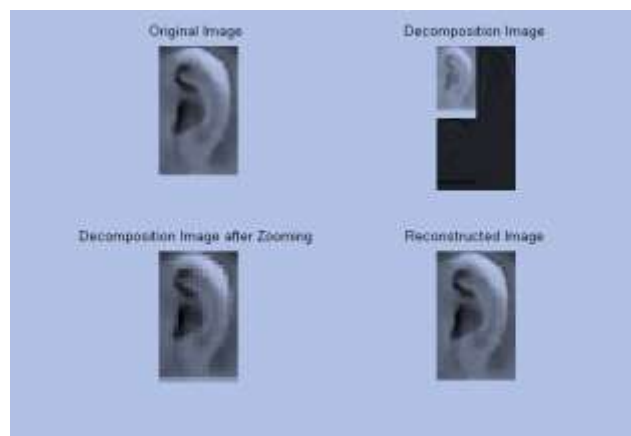 Original Image
Decomposition Image
Decomposition Image after Zooming
Reconstructed Image